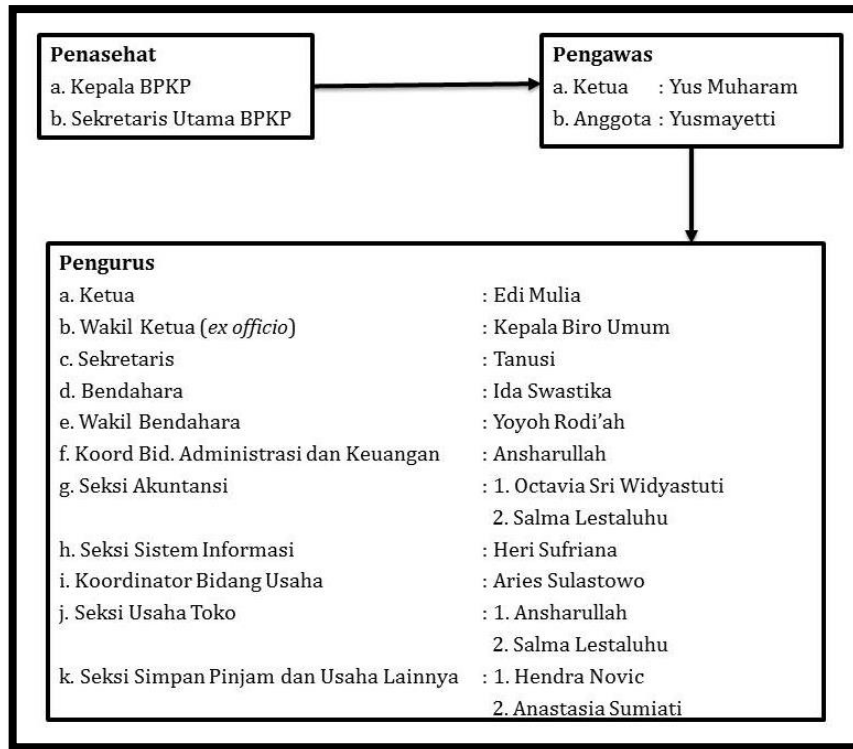 Penasehat
a. Kepala BPKP
b. Sekretaris Utama BPKP
Pengawas
a. Ketua : Yus Muharam
b. Anggota : Yusmayetti
Pengurus
a. Ketua : Edi Mulia
b. Wakil Ketua (ex officio) : Kepala Biro Umum
c. Sekretaris : Tanusi
d. Bendahara : Ida Swastika
e. Wakil Bendahara : Yoyoh Rodi’ah
f. Koord Bid. Administrasi dan Keuangan : Ansharullah
g. Seksi Akuntansi : 1. Octavia Sri Widyastuti
2. Salma Lestaluhu
h. Seksi Sistem Informasi : Heri Sufriana
i. Koordinator Bidang Usaha : Aries Sulastowo
j. Seksi Usaha Toko : 1. Ansharullah
2. Salma Lestaluhu
k. Seksi Simpan Pinjam dan Usaha Lainnya : 1. Hendra Novic
2. Anastasia Sumiati